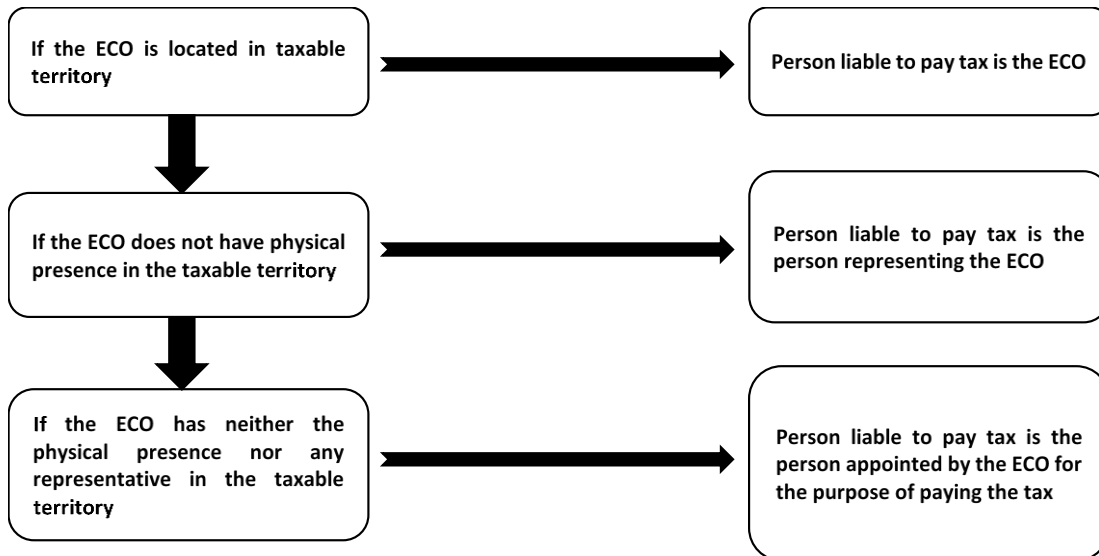 If the ECO is located in taxable
territory
Person liable to pay tax is the ECO
If the ECO does not have physical
presence in the taxable territory
Person liable to pay tax is the
person representing the ECO
If the ECO has neither the
physical presence nor any
representative in the taxable
territory
Person liable to pay tax is the
person appointed by the ECO for
the purpose of paying the tax